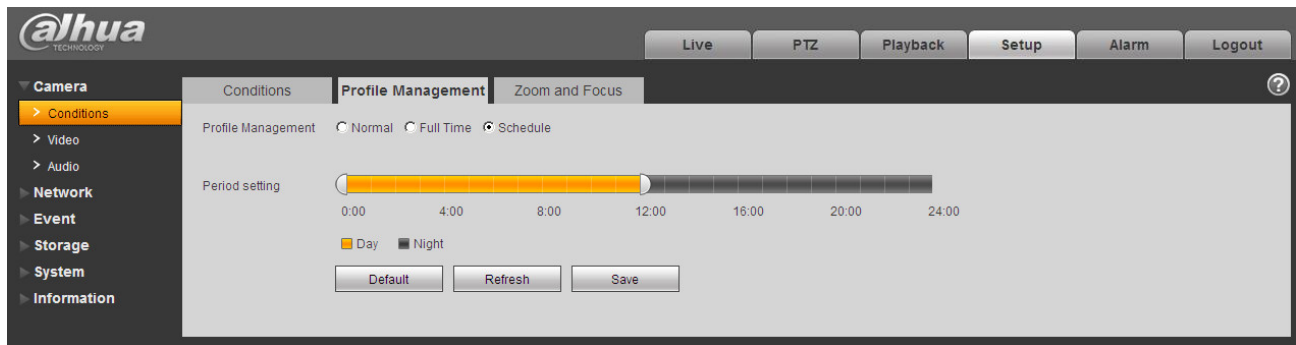 alhua
TECHNOLOGY
Live PTZ Playback Setup Alarm Logout
Camera
Conditions
Video
Audio
Network
Event
Storage
System
Information
Conditions Profile Management Zoom and Focus
?
Profile Management Normal Full Time Schedule
Period setting
0:00 4:00 8:00 12:00 16:00 20:00 24:00
Day Night
Default Refresh Save